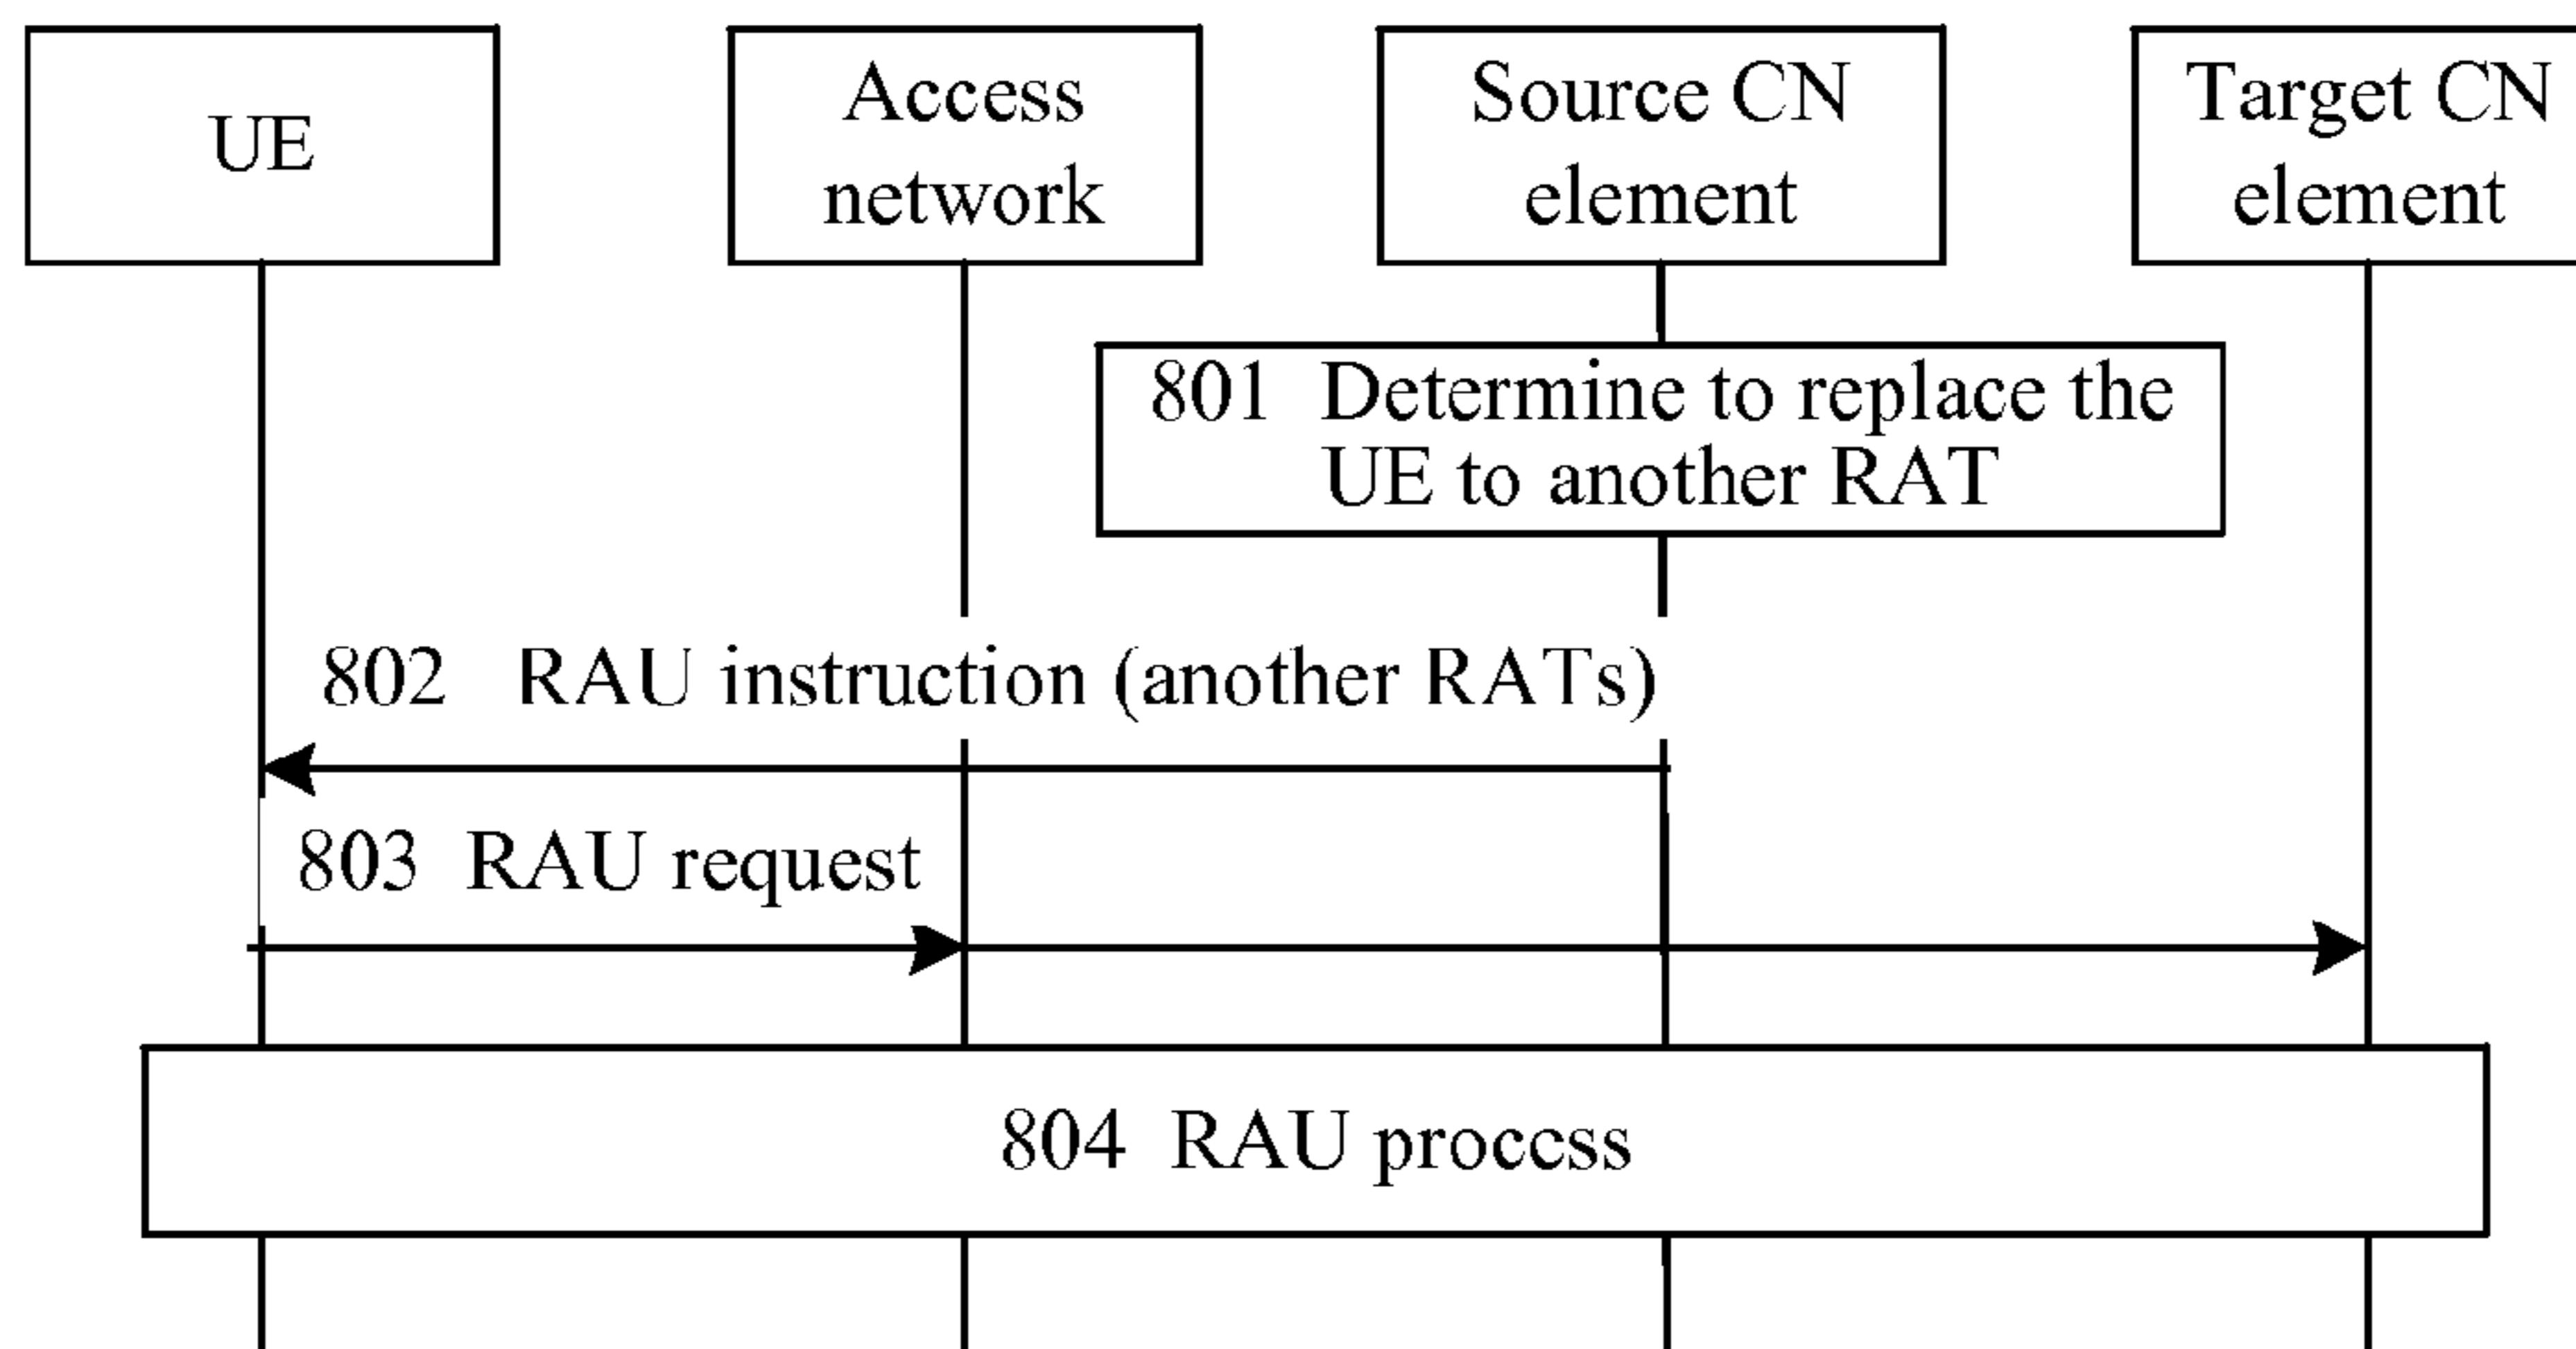 UE
Access
network
Source CN
element
Target CN
element
801 Determine to replace the
UE to another RAT
802 RAU instruction (another RATs)
803 RAU request
804 RAU proccss